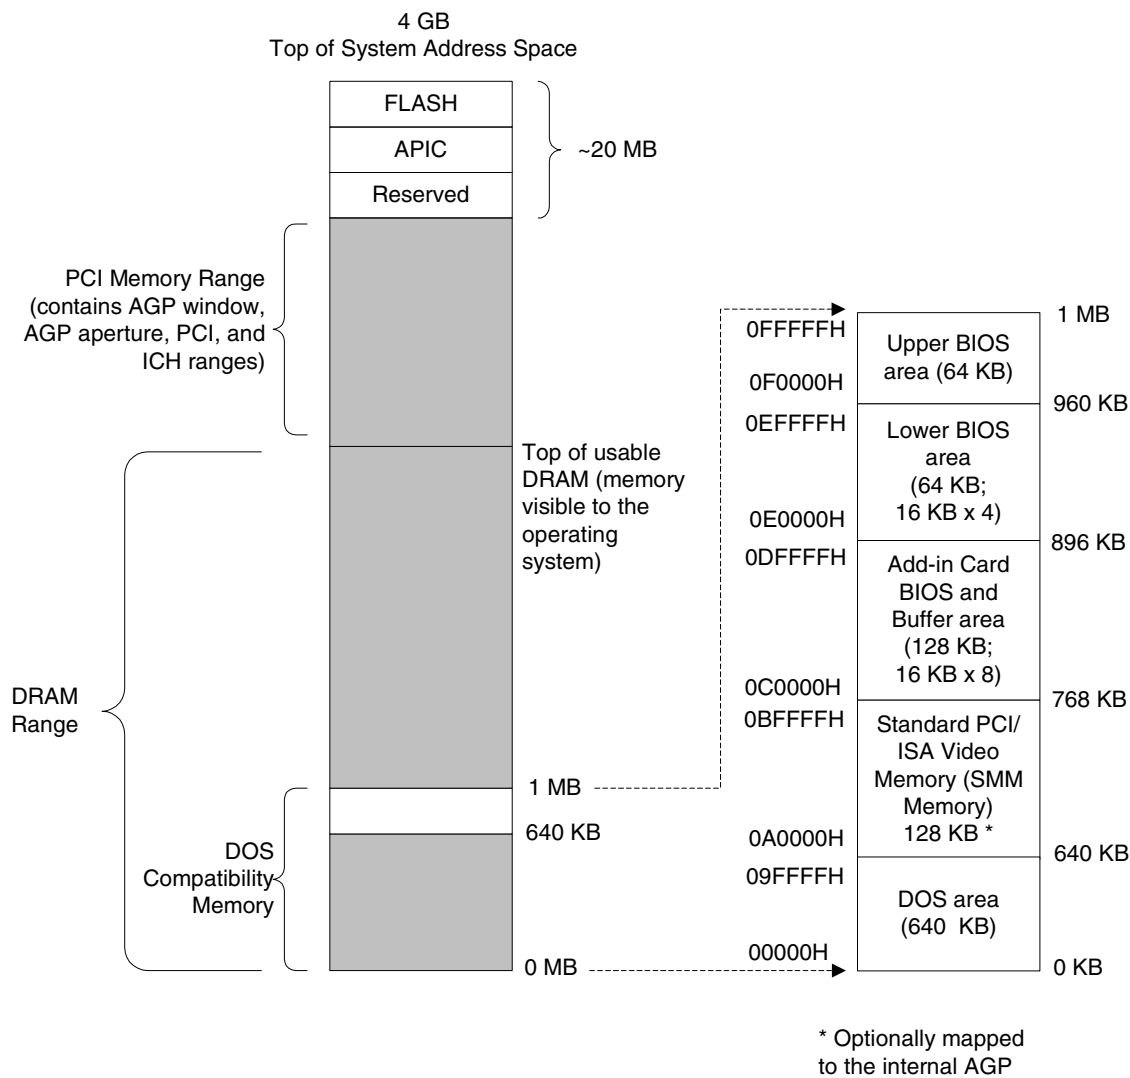 4 GB
Top of System Address Space
FLASH
APIC
Reserved
~20 MB
PCI Memory Range
(contains AGP window,
AGP aperture, PCI, and
ICH ranges)
Top of usable
DRAM (memory
visible to the
operating
system)
DRAM
Range
1 MB
640 KB
DOS
Compatibility
Memory
0 MB
1 MB
0FFFFFH
Upper BIOS
area (64 KB)
0F0000H
960 KB
0EFFFFH
Lower BIOS
area
(64 KB;
16 KB x 4)
0E0000H
896 KB
0DFFFFH
Add-in Card
BIOS and
Buffer area
(128 KB;
16 KB x 8)
0C0000H
768 KB
0BFFFFH
Standard PCI/
ISA Video
Memory (SMM
Memory)
128 KB *
0A0000H
640 KB
09FFFFH
DOS area
(640 KB)
00000H
0 KB
* Optionally mapped
to the internal AGP